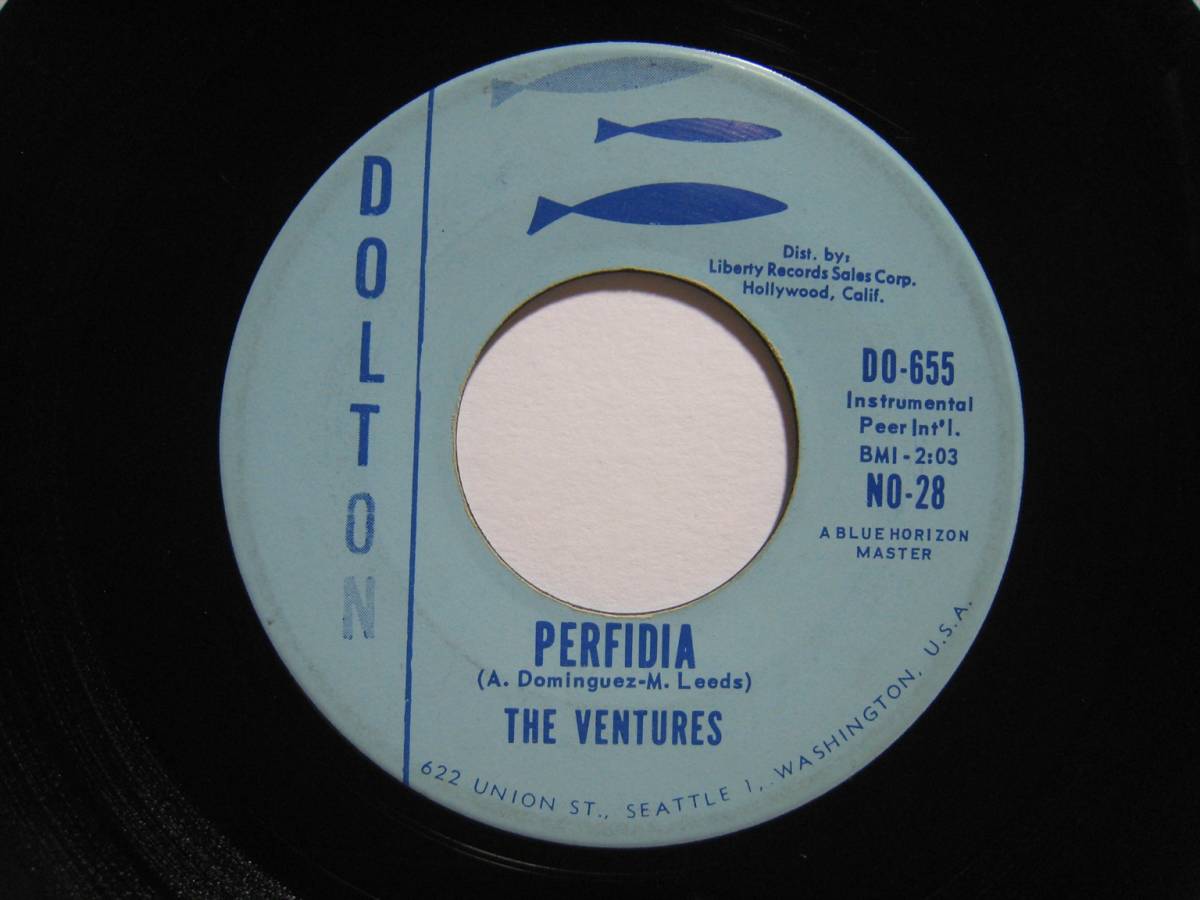 DOLTON
Dist. by:
Liberty Records Sales Corp.
Hollywood, Calif.
DO-655
Instrumental
Peer Int'l.
BMI - 2:03
NO-28
A BLUE HORIZON
MASTER
PERFIDIA
(A. Dominguez-M. Leeds)
THE VENTURES
622 UNION ST., SEATTLE 1, WASHINGTON, U.S.A.